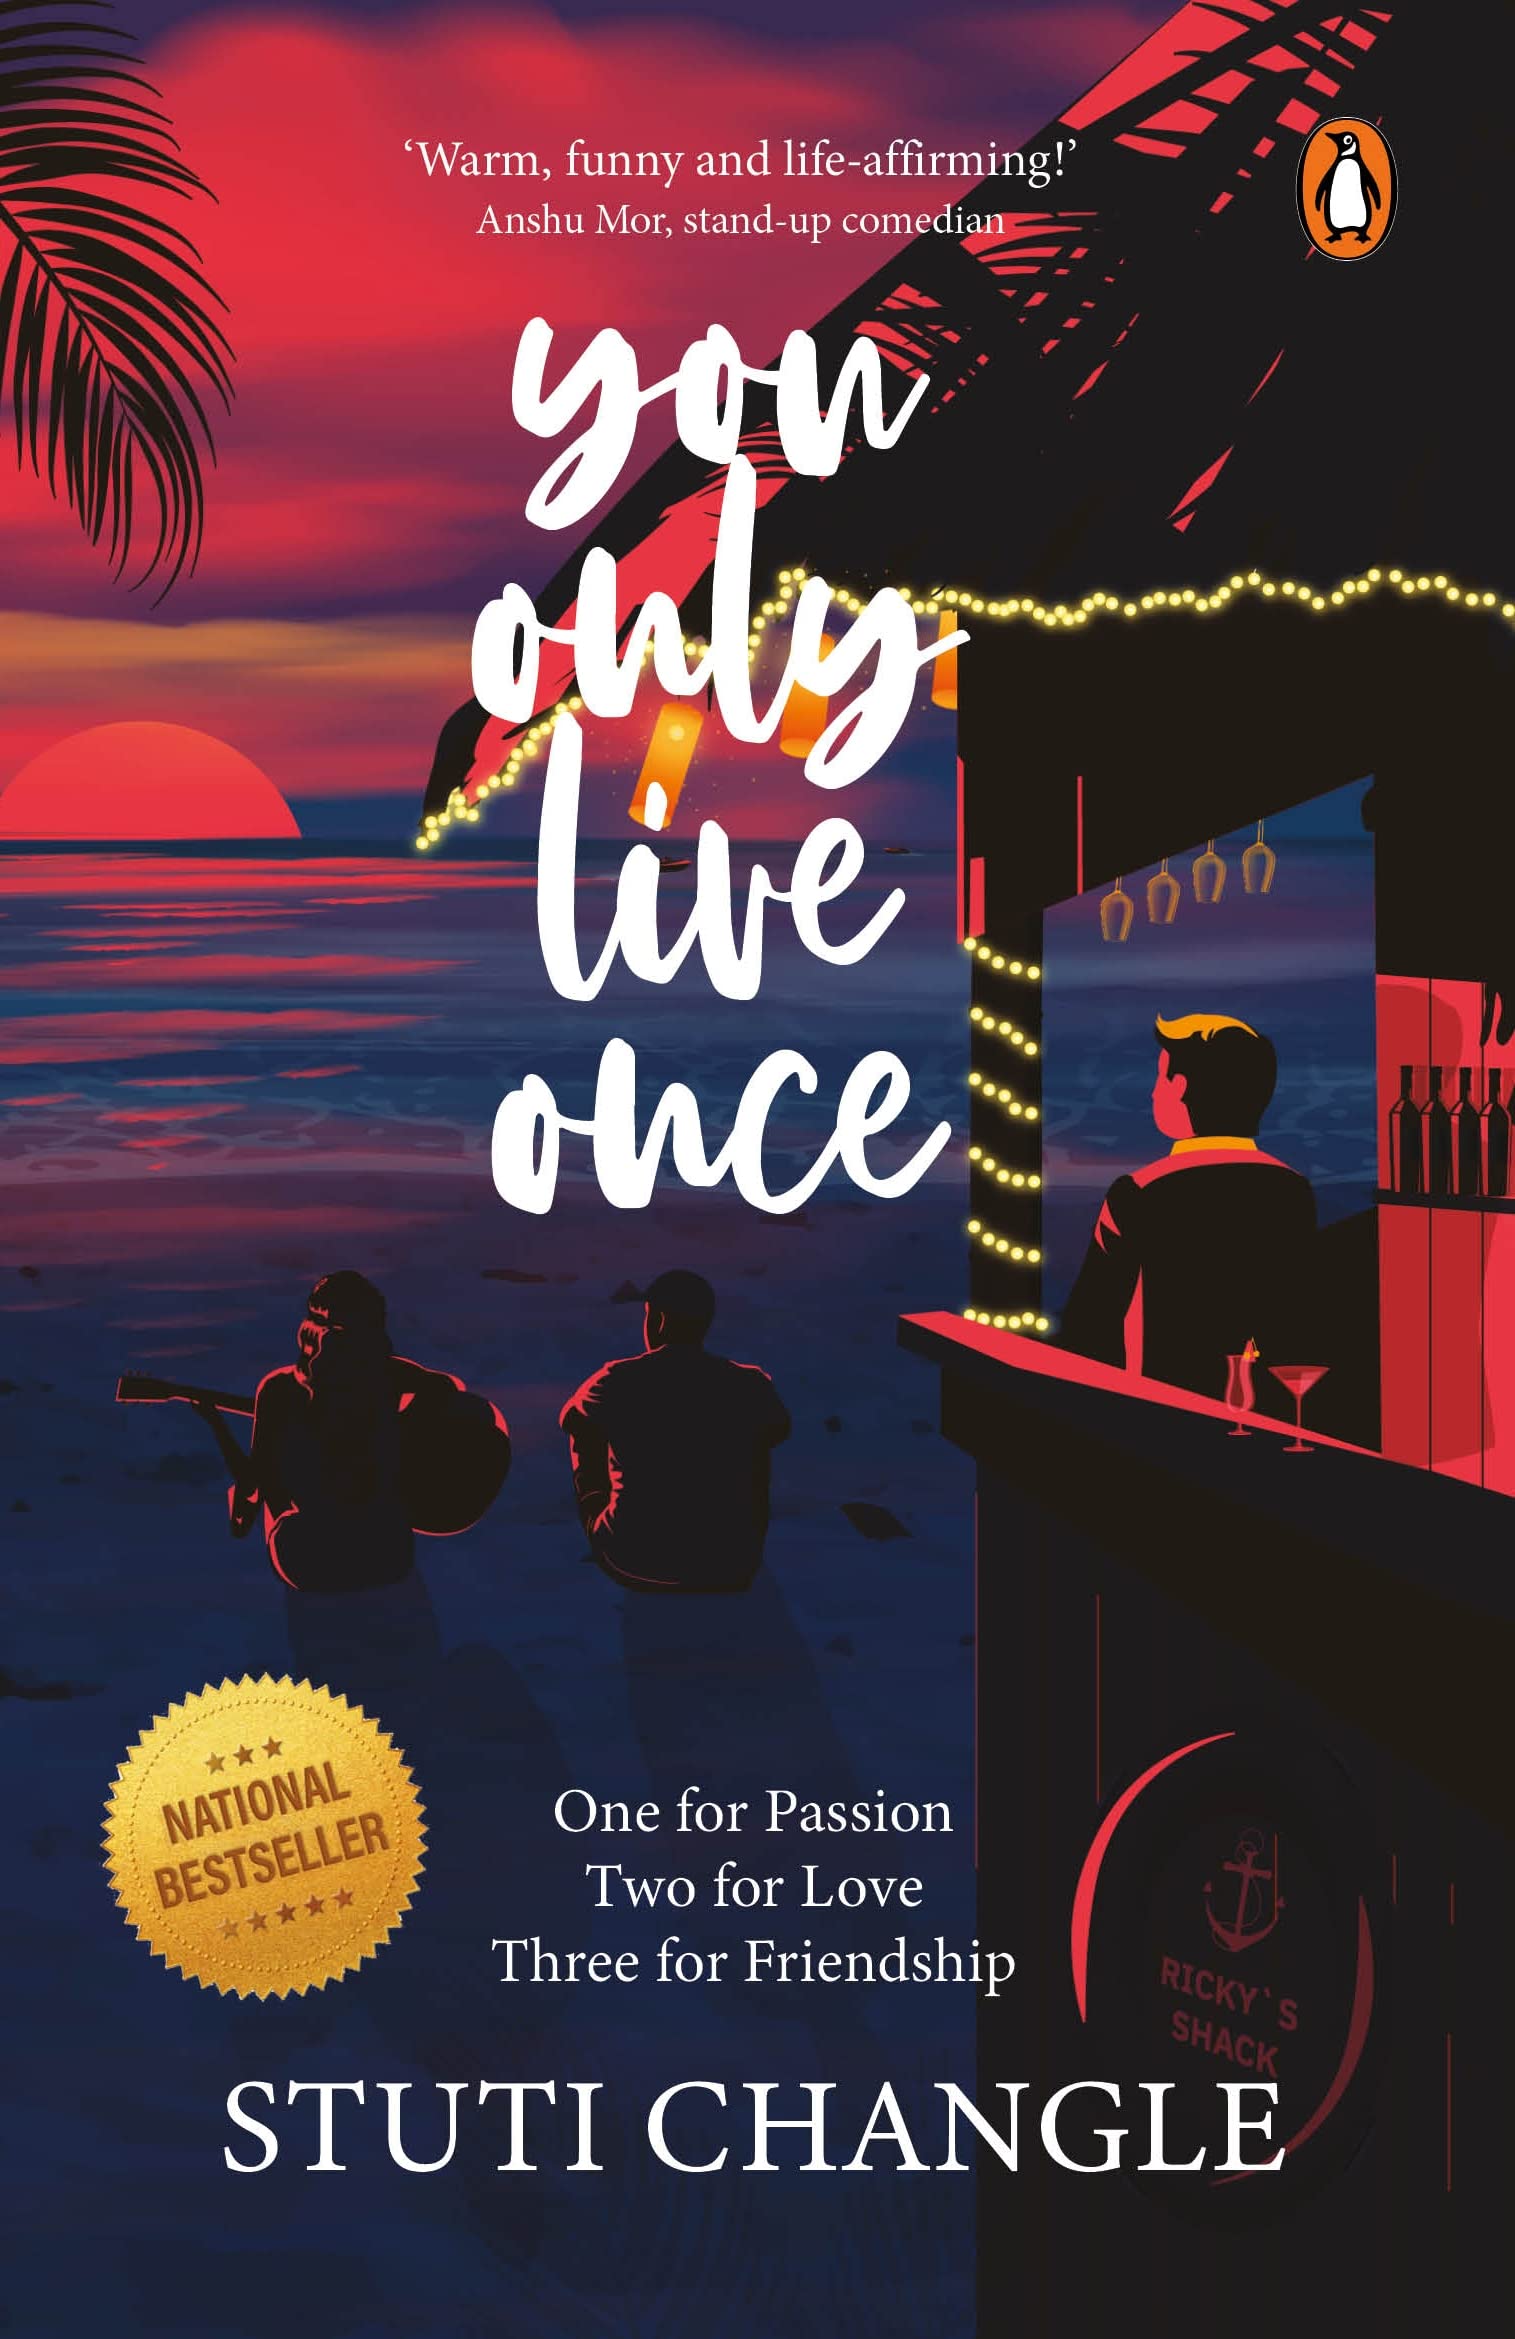 ‘Warm, funny and life-affirming!’
Anshu Mor, stand-up comedian
you
only
live
once
NATIONAL
BESTSELLER
One for Passion
Two for Love
Three for Friendship
RICKY`S
SHACK
STUTI CHANGLE